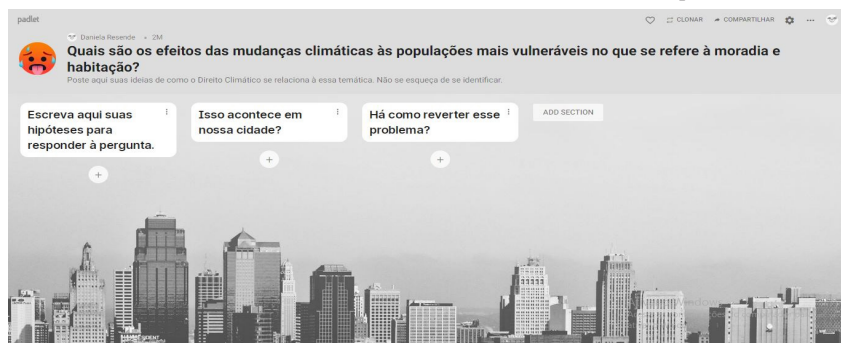 padlet
CLONAR
COMPARTILHAR
Daniela Resende • 2M
Quais são os efeitos das mudanças climáticas às populações mais vulneráveis no que se refere à moradia e
habitação?
Poste aqui suas ideias de como o Direito Climático se relaciona à essa temática. Não se esqueça de se identificar.
Escreva aqui suas
hipóteses para
responder à pergunta.
Isso acontece em
nossa cidade?
Há como reverter esse
problema?
ADD SECTION